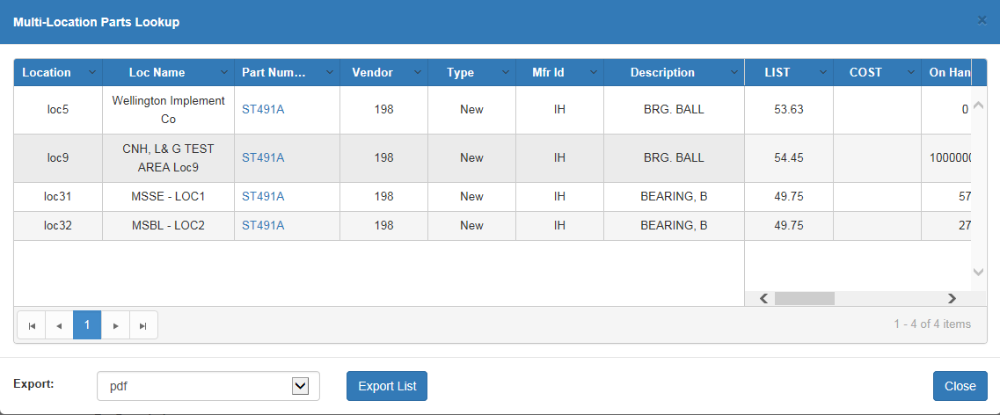 Multi-Location Parts Lookup ×
Location Loc Name Part Num... Vendor Type Mfr Id Description LIST COST On Han
loc5 Wellington Implement Co ST491A 198 New IH BRG. BALL 53.63 0
loc9 CNH, L& G TEST AREA Loc9 ST491A 198 New IH BRG. BALL 54.45 1000000
loc31 MSSE - LOC1 ST491A 198 New IH BEARING, B 49.75 57
loc32 MSBL - LOC2 ST491A 198 New IH BEARING, B 49.75 27
1 1 - 4 of 4 items
Export: pdf Export List Close